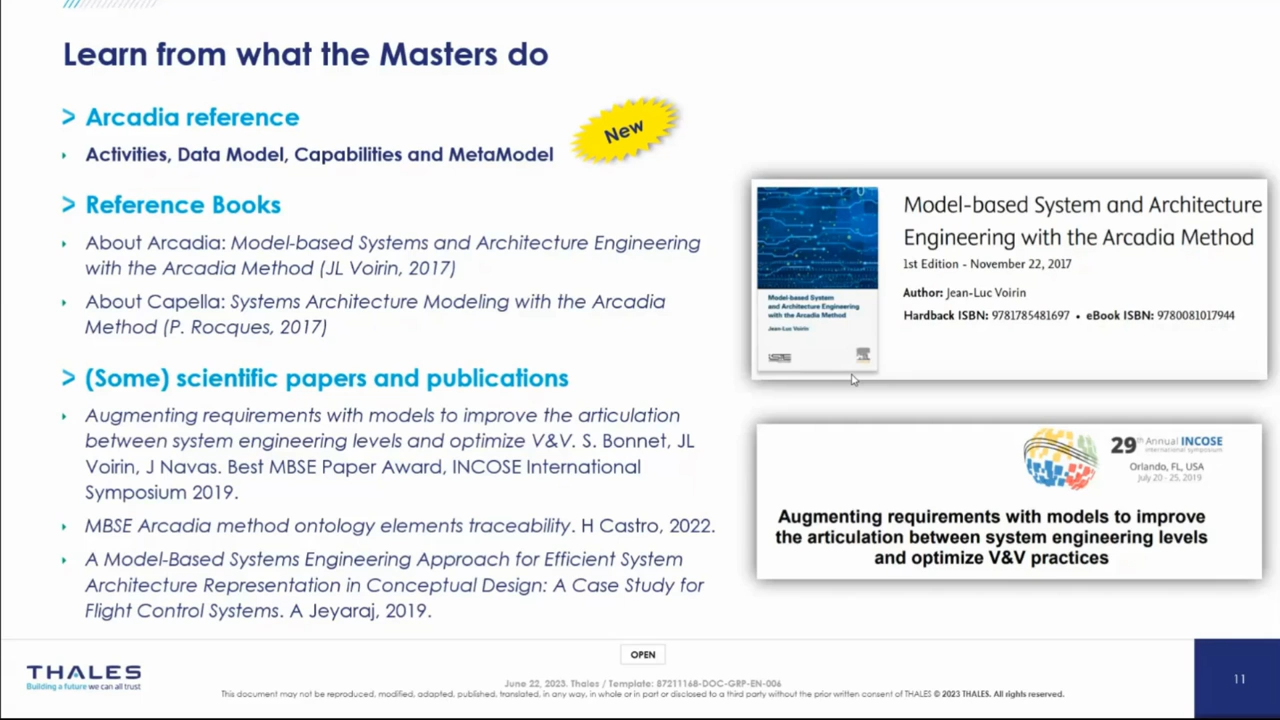 Learn from what the Masters do
> Arcadia reference
Activities, Data Model, Capabilities and MetaModel
New
> Reference Books
About Arcadia: Model-based Systems and Architecture Engineering
with the Arcadia Method (JL Voirin, 2017)
About Capella: Systems Architecture Modeling with the Arcadia
Method (P. Rocques, 2017)
> (Some) scientific papers and publications
Augmenting requirements with models to improve the articulation
between system engineering levels and optimize V&V. S. Bonnet, JL
Voirin, J Navas. Best MBSE Paper Award, INCOSE International
Symposium 2019.
MBSE Arcadia method ontology elements traceability. H Castro, 2022.
A Model-Based Systems Engineering Approach for Efficient System
Architecture Representation in Conceptual Design: A Case Study for
Flight Control Systems. A Jeyaraj, 2019.
Model-based System
and Architecture Engineering
with the Arcadia Method
Jean-Luc Voirin
ISTE
Model-based System and Architecture
Engineering with the Arcadia Method
1st Edition - November 22, 2017
Author: Jean-Luc Voirin
Hardback ISBN: 9781785481697 • eBook ISBN: 9780081017944
29th Annual INCOSE
international symposium
Orlando, FL, USA
July 20 - 25, 2019
Augmenting requirements with models to improve
the articulation between system engineering levels
and optimize V&V practices
THALES
Building a future we can all trust
OPEN
June 22, 2023. Thales / Template: 87211168-DOC-GRP-EN-006
This document may not be reproduced, modified, adapted, published, translated, in any way, in whole or in part or disclosed to a third party without the prior written consent of THALES © 2023 THALES. All rights reserved.
11